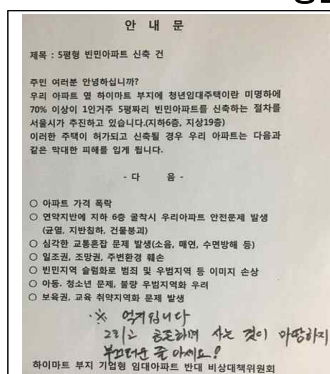 안 내 문
제목 : 5평형 빈민아파트 신축 건
주민 여러분 안녕하십니까?
우리 아파트 옆 하이마트 부지에 청년임대주택이란 미명하에
70% 이상이 1인거주 5평짜리 빈민아파트를 신축하는 절차를
서울시가 추진하고 있습니다.(지하6층, 지상19층)
이러한 주택이 허가되고 신축될 경우 우리 아파트는 다음과
같은 막대한 피해를 입게 됩니다.
- 다 음 -
○ 아파트 가격 폭락
○ 연약지반에 지하 6층 굴착시 우리아파트 안전문제 발생
(균열, 지반침하, 건물붕괴)
○ 심각한 교통혼잡 문제 발생(소음, 매연, 수면방해 등)
○ 일조권, 조망권, 주변환경 훼손
○ 빈민지역 슬럼화로 범죄 및 우범지역 등 이미지 손상
○ 아동. 청소년 문제, 불량 우범지역화 우려
○ 보육권, 교육 취약지역화 문제 발생
※ 억지입니다
그리고 공존하며 사는 것이 마땅하지
부끄러운 줄 아세요!
하이마트 부지 기업형 임대아파트 반대 비상대책위원회